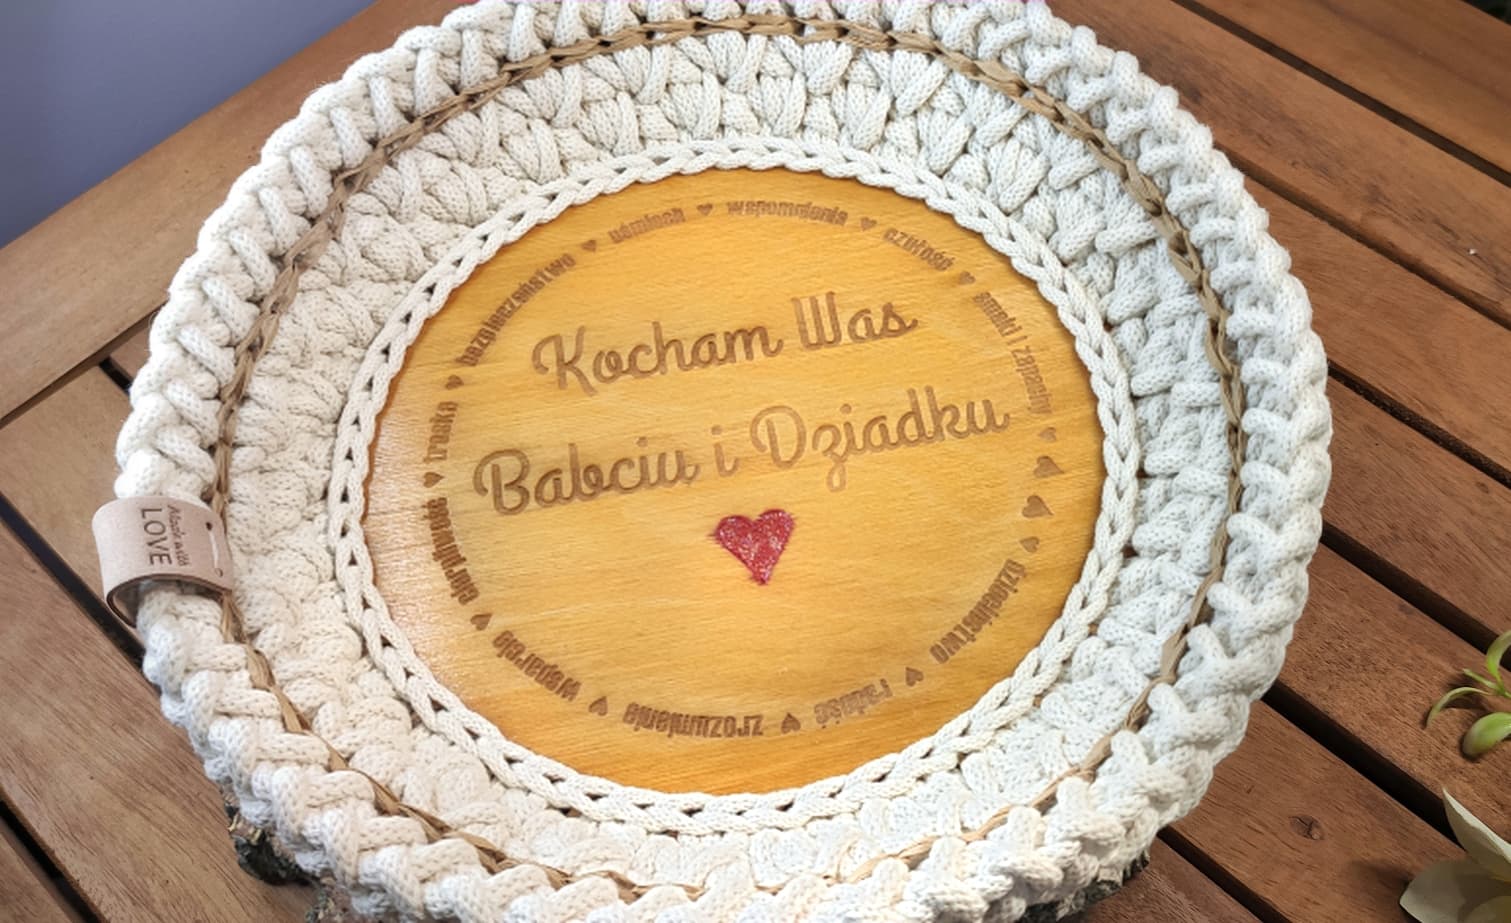 Kocham Was
Babciu i Dziadku
uśmiech ♥ wspomnienia ♥ czułość ♥ smaki i zapachy ♥ ♥ ♥ ♥ dzieciństwo ♥ radość ♥ zrozumienie ♥ wsparcie ♥ cierpliwość ♥ troska ♥ bezpieczeństwo ♥
Made with
LOVE